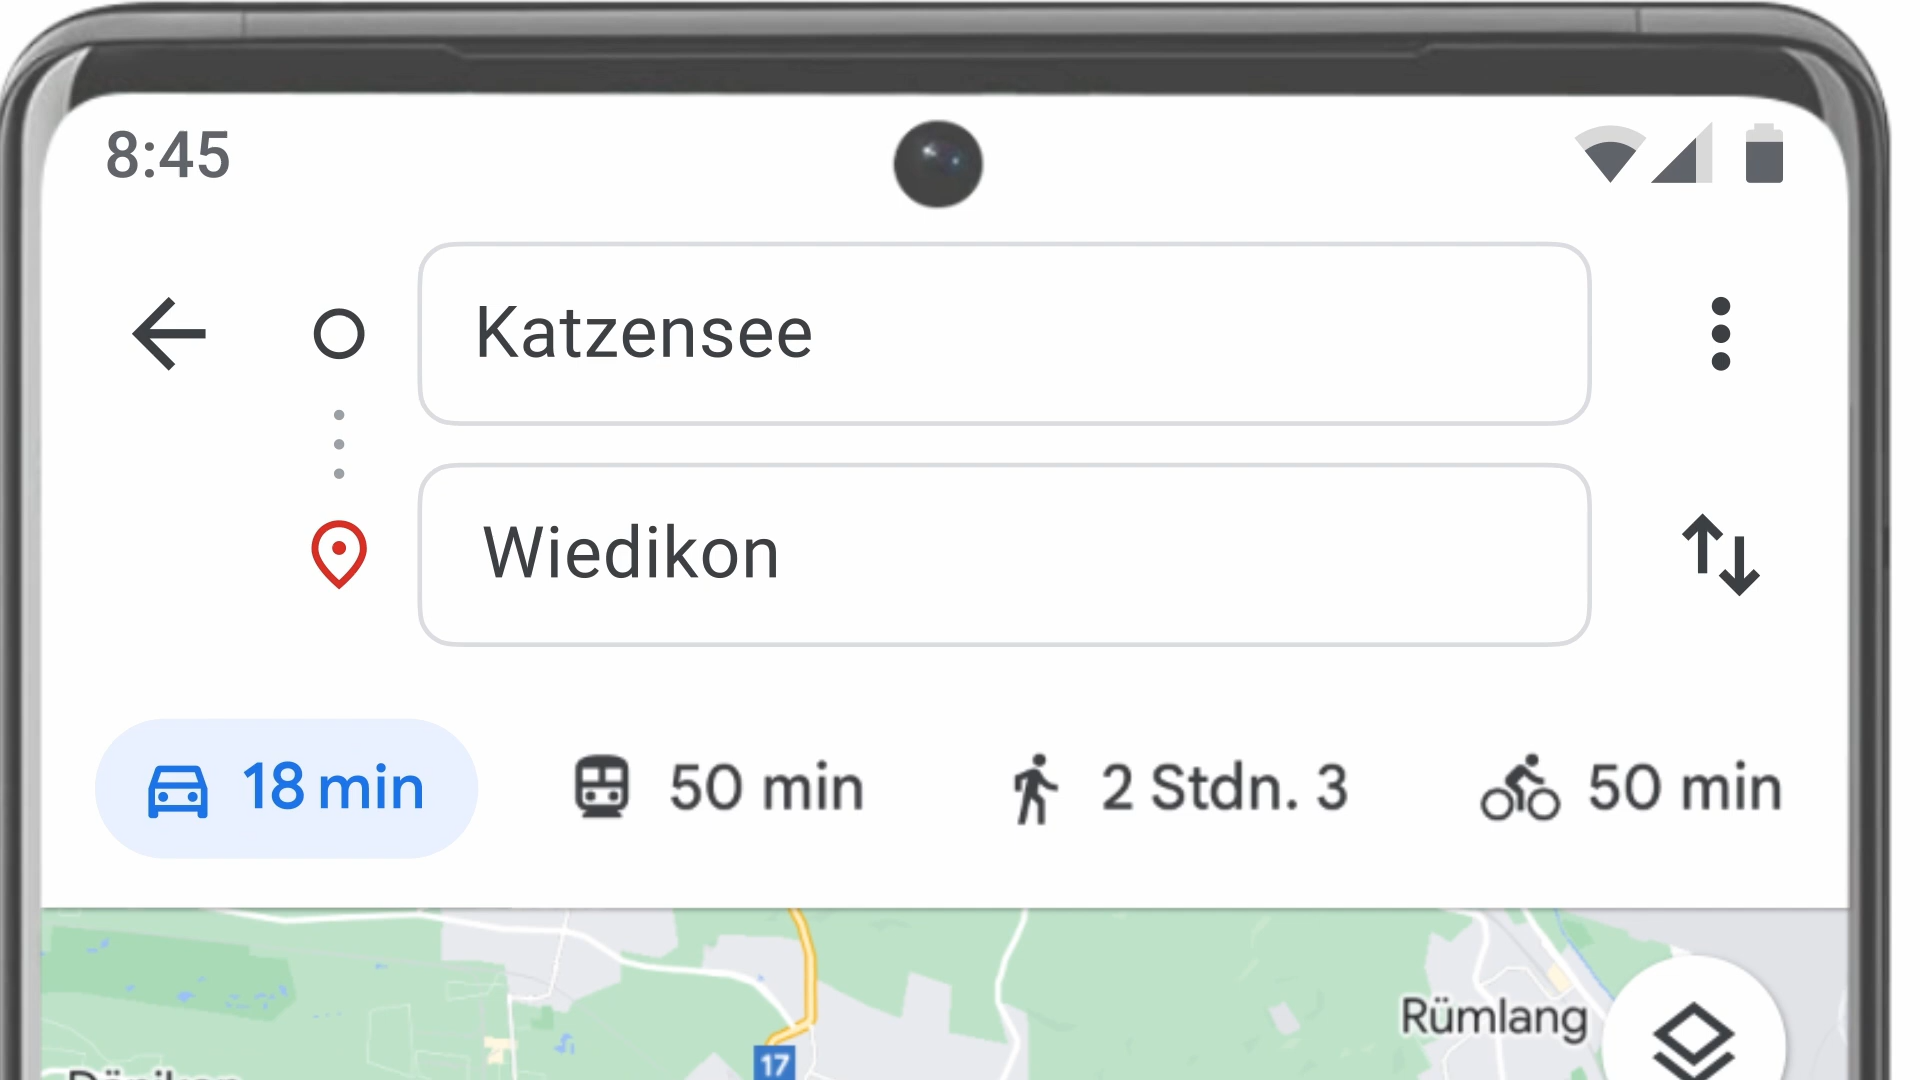 8:45
Katzensee
Wiedikon
18 min 50 min 2 Stdn. 3 50 min
Rümlang
17